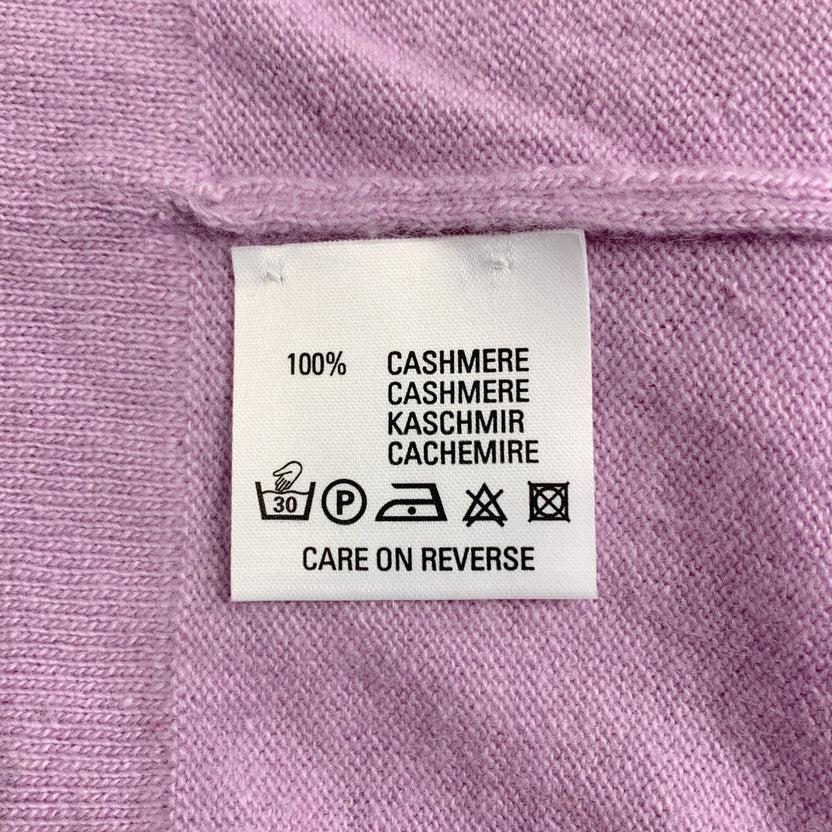 100% CASHMERE
CASHMERE
KASCHMIR
CACHEMIRE
30 P
CARE ON REVERSE